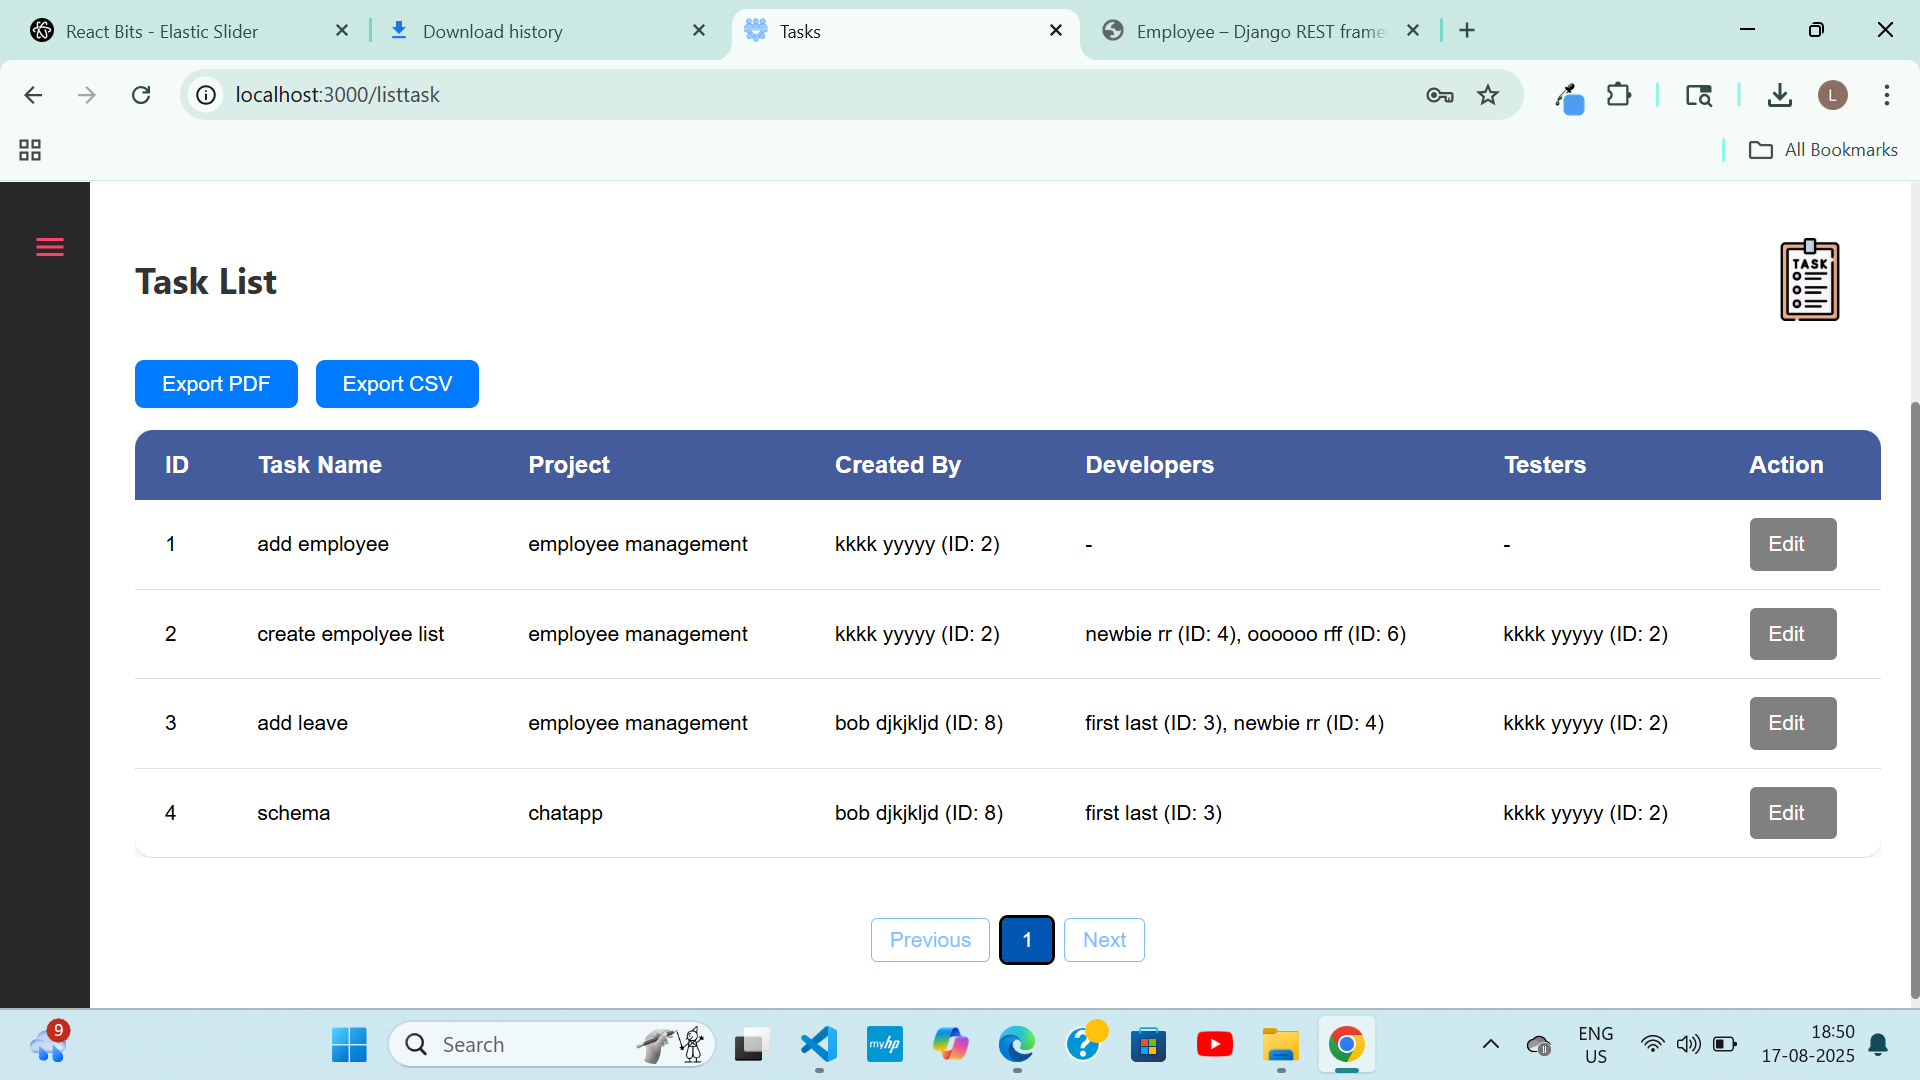 React Bits - Elastic Slider
Download history
Tasks
Employee – Django REST frame
localhost:3000/listtask
L
All Bookmarks
Task List
TASK
Export PDF
Export CSV
ID Task Name Project Created By Developers Testers Action
1 add employee employee management kkkk yyyyy (ID: 2) - - Edit
2 create empolyee list employee management kkkk yyyyy (ID: 2) newbie rr (ID: 4), oooooo rff (ID: 6) kkkk yyyyy (ID: 2) Edit
3 add leave employee management bob djkjkljd (ID: 8) first last (ID: 3), newbie rr (ID: 4) kkkk yyyyy (ID: 2) Edit
4 schema chatapp bob djkjkljd (ID: 8) first last (ID: 3) kkkk yyyyy (ID: 2) Edit
Previous 1 Next
9
Search
myhp
ENG
US
18:50
17-08-2025